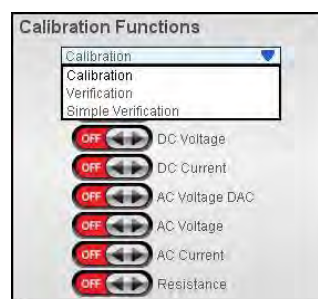 Calibration Functions
Calibration
Calibration
Verification
Simple Verification
OFF DC Voltage
OFF DC Current
OFF AC Voltage DAC
OFF AC Voltage
OFF AC Current
OFF Resistance